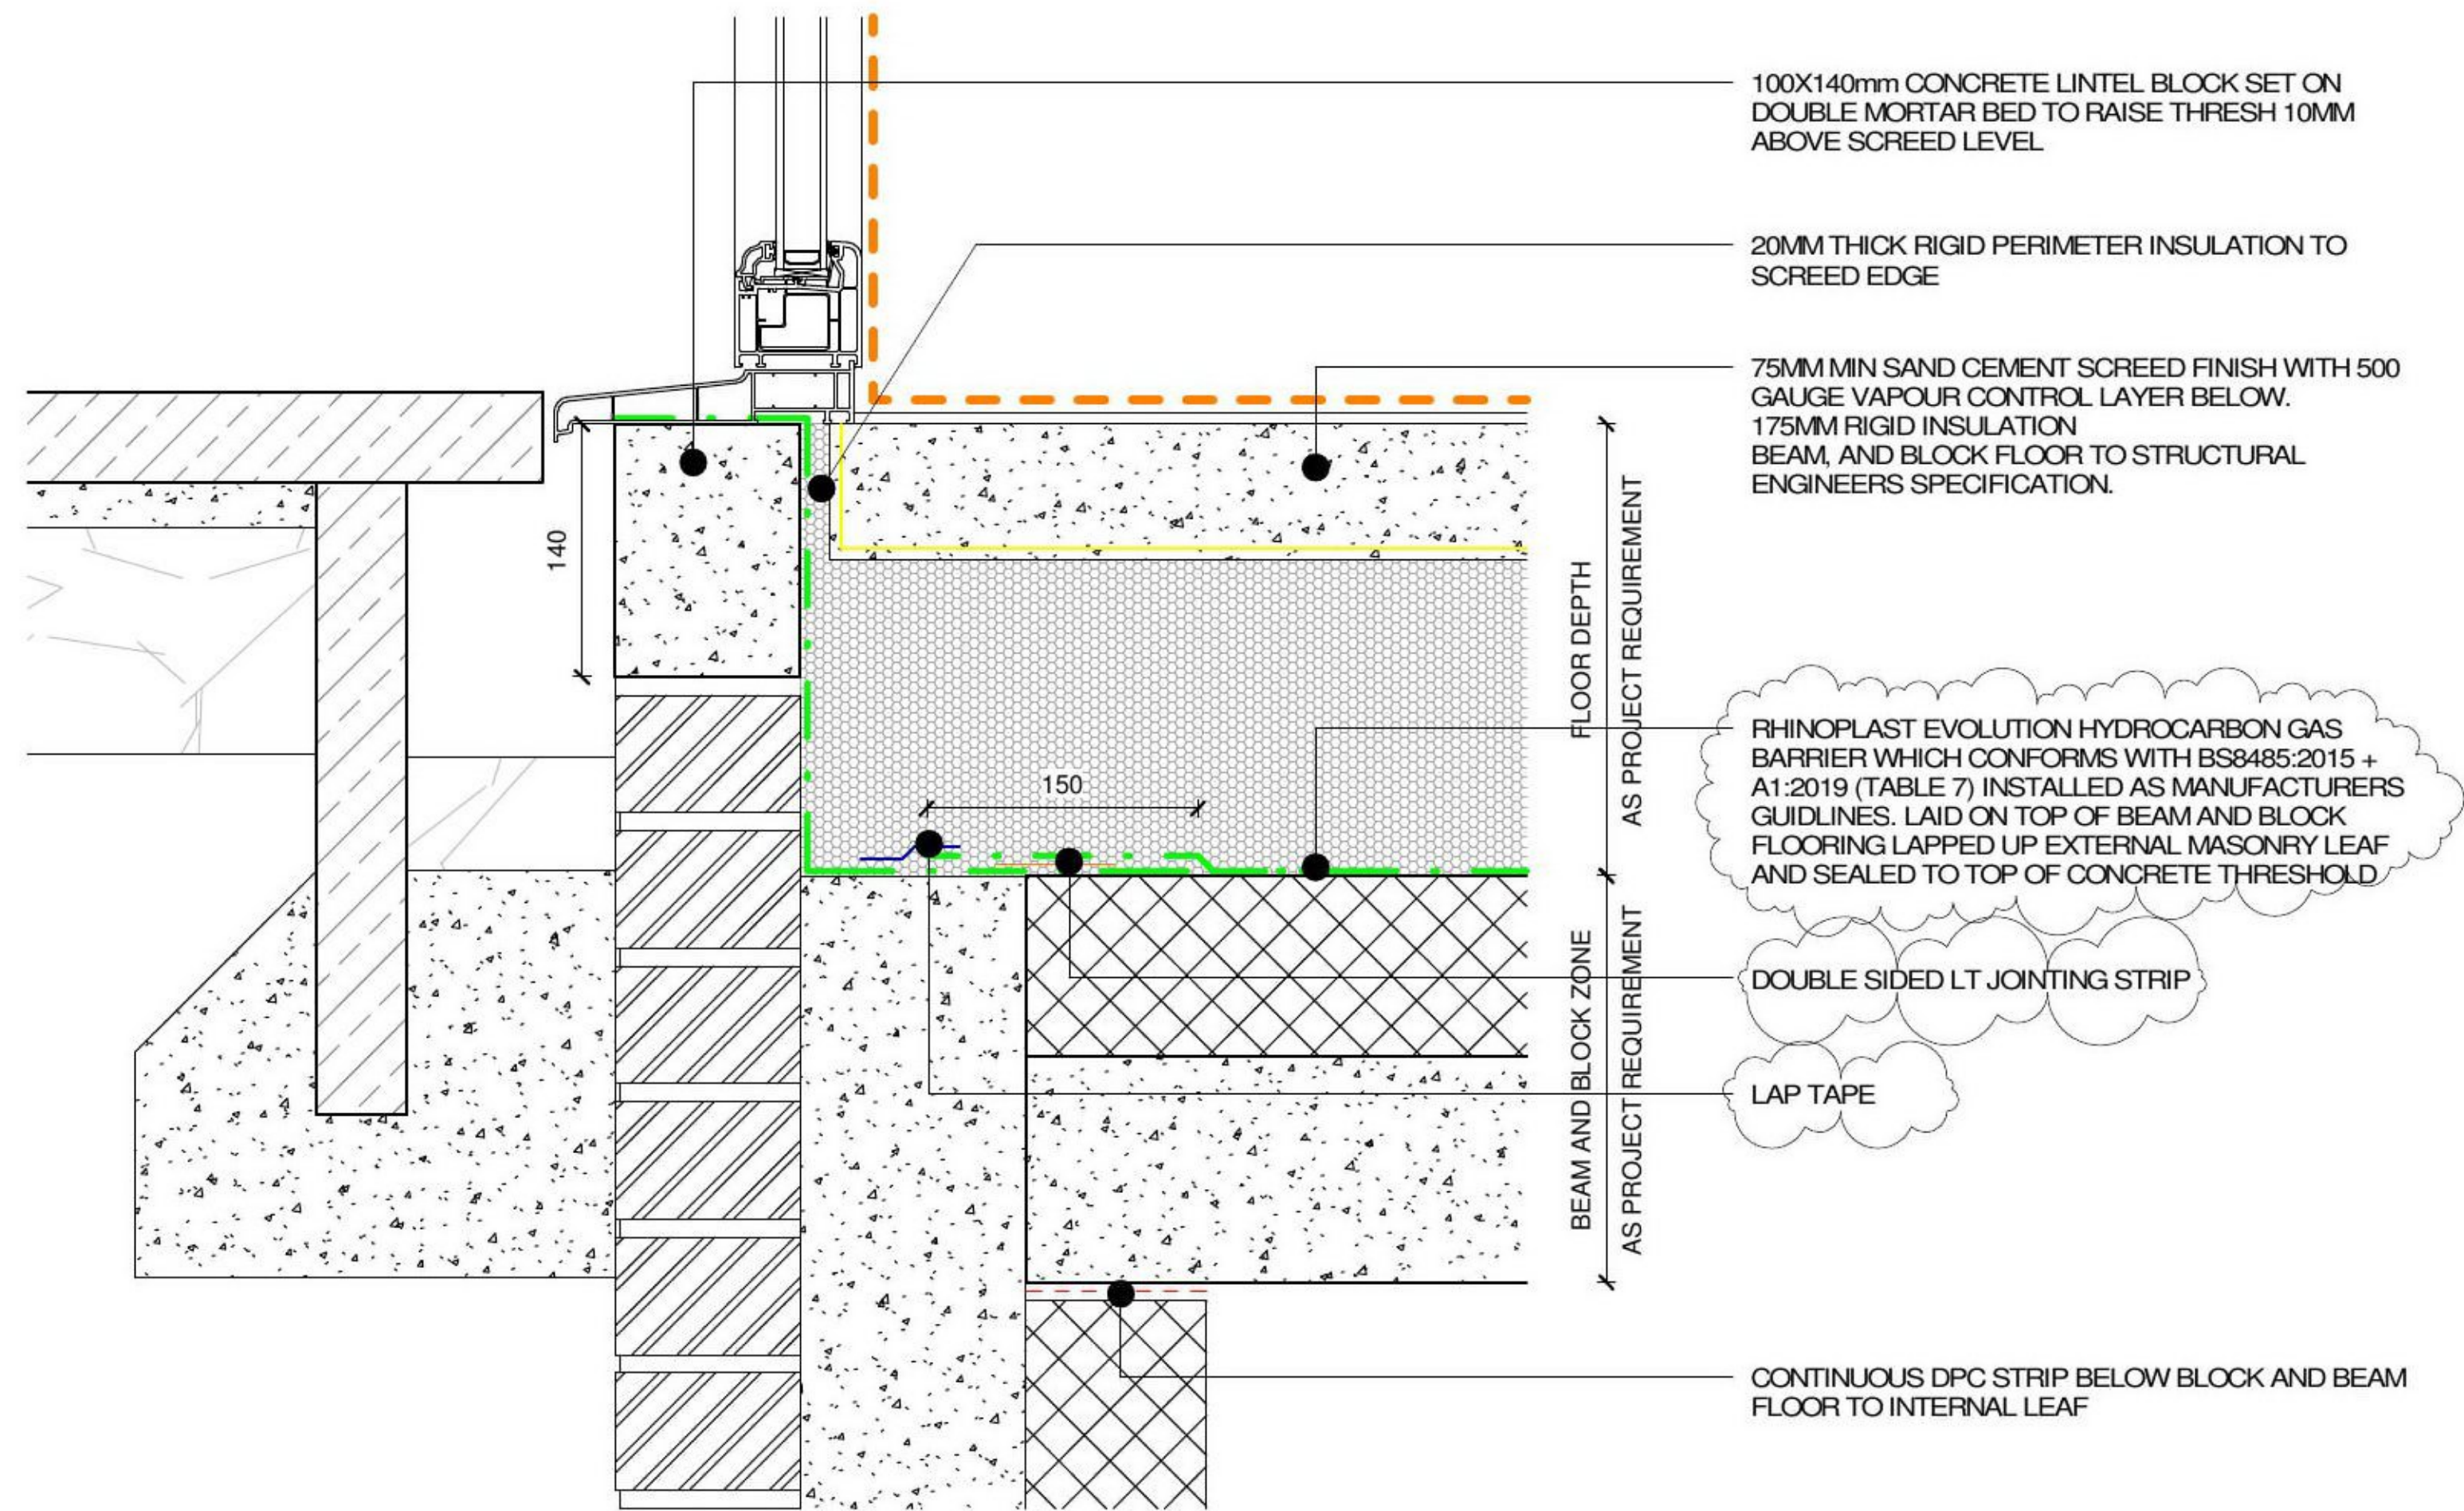 100X140mm CONCRETE LINTEL BLOCK SET ON
DOUBLE MORTAR BED TO RAISE THRESH 10MM
ABOVE SCREED LEVEL
20MM THICK RIGID PERIMETER INSULATION TO
SCREED EDGE
75MM MIN SAND CEMENT SCREED FINISH WITH 500
GAUGE VAPOUR CONTROL LAYER BELOW.
175MM RIGID INSULATION
BEAM, AND BLOCK FLOOR TO STRUCTURAL
ENGINEERS SPECIFICATION.
140
150
FLOOR DEPTH
AS PROJECT REQUIREMENT
RHINOPLAST EVOLUTION HYDROCARBON GAS
BARRIER WHICH CONFORMS WITH BS8485:2015 +
A1:2019 (TABLE 7) INSTALLED AS MANUFACTURERS
GUIDLINES. LAID ON TOP OF BEAM AND BLOCK
FLOORING LAPPED UP EXTERNAL MASONRY LEAF
AND SEALED TO TOP OF CONCRETE THRESHOLD
BEAM AND BLOCK ZONE
AS PROJECT REQUIREMENT
DOUBLE SIDED LT JOINTING STRIP
LAP TAPE
CONTINUOUS DPC STRIP BELOW BLOCK AND BEAM
FLOOR TO INTERNAL LEAF